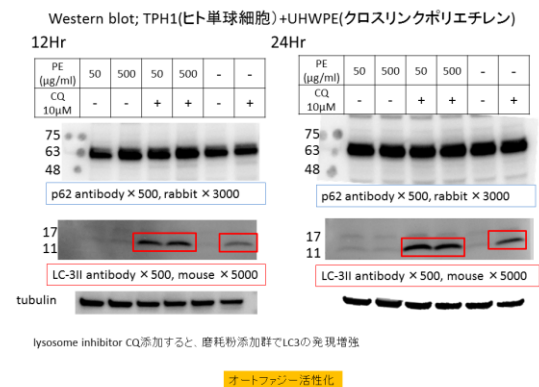 Western blot; TPH1(ヒト単球細胞)+UHWPE(クロスリンクポリエチレン)
12Hr
PE (μg/ml) 50 500 50 500 - -
CQ 10μM - - + + - +
75
63
48
p62 antibody×500, rabbit×3000
17
11
LC-3II antibody×500, mouse×5000
tubulin
24Hr
PE (μg/ml) 50 500 50 500 - -
CQ 10μM - - + + - +
75
63
48
p62 antibody×500, rabbit×3000
17
11
LC-3II antibody×500, mouse×5000
lysosome inhibitor CQ添加すると、磨耗粉添加群でLC3の発現増強
オートファジー活性化